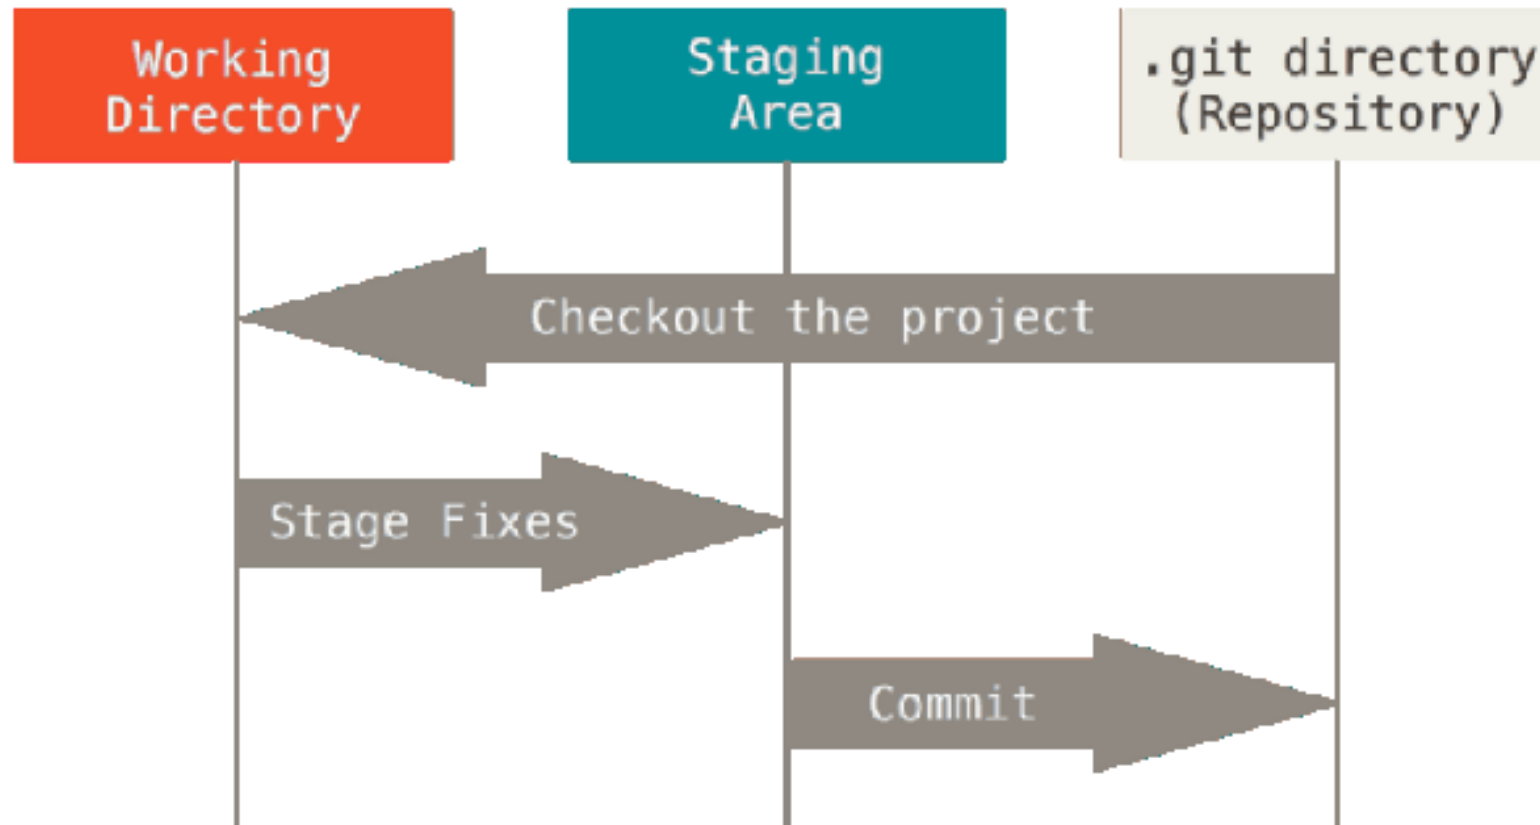 Working
Directory
Staging
Area
.git directory
(Repository)
Checkout the project
Stage Fixes
Commit